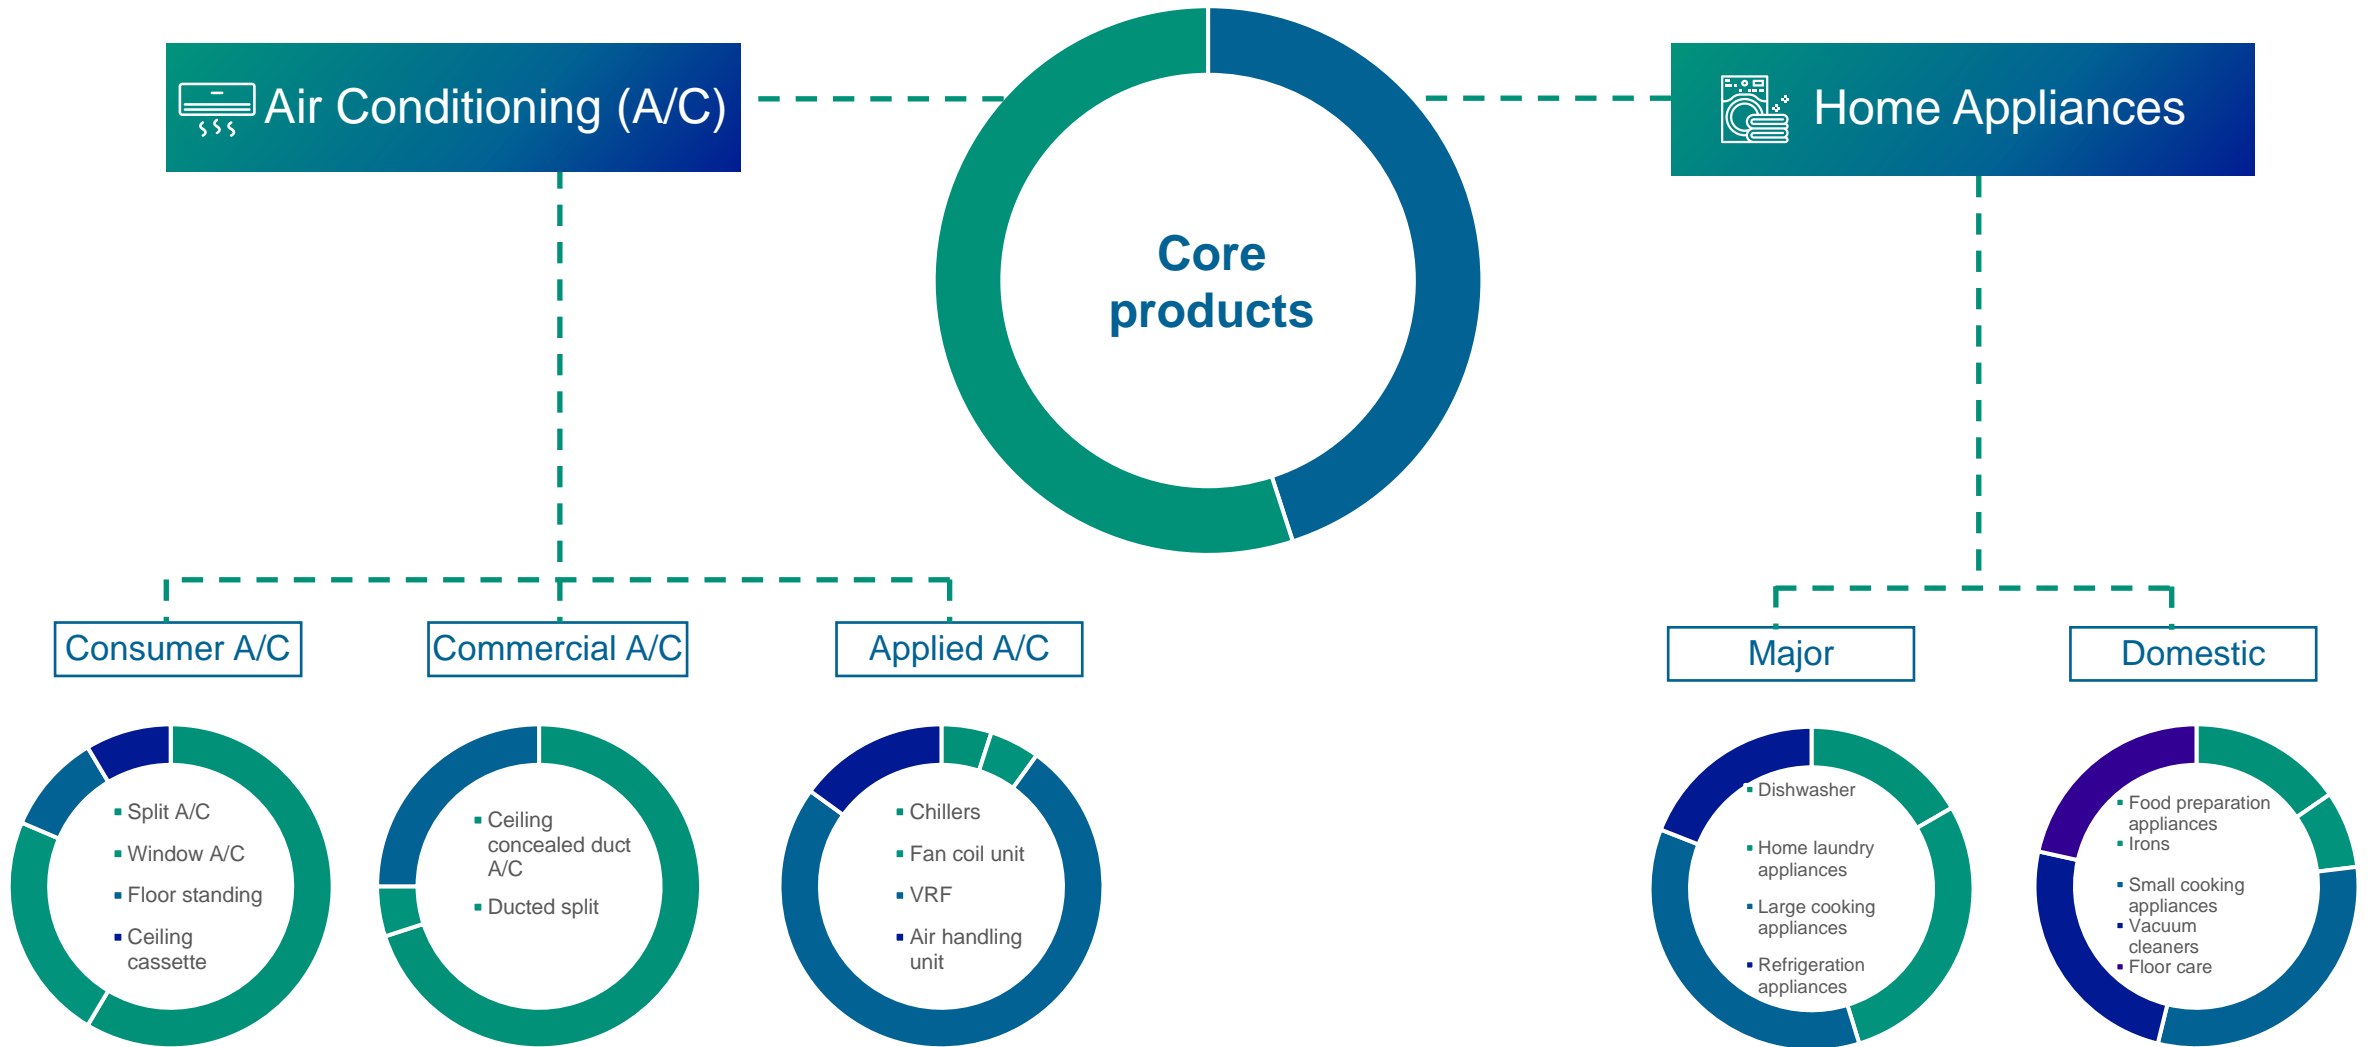 Air Conditioning (A/C)
Home Appliances
Core
products
Consumer A/C
Commercial A/C
Applied A/C
Major
Domestic
Split A/C
Window A/C
Floor standing
Ceiling
cassette
Ceiling
concealed duct
A/C
Ducted split
Chillers
Fan coil unit
VRF
Air handling
unit
Dishwasher
Home laundry
appliances
Large cooking
appliances
Refrigeration
appliances
Food preparation
appliances
Irons
Small cooking
appliances
Vacuum
cleaners
Floor care